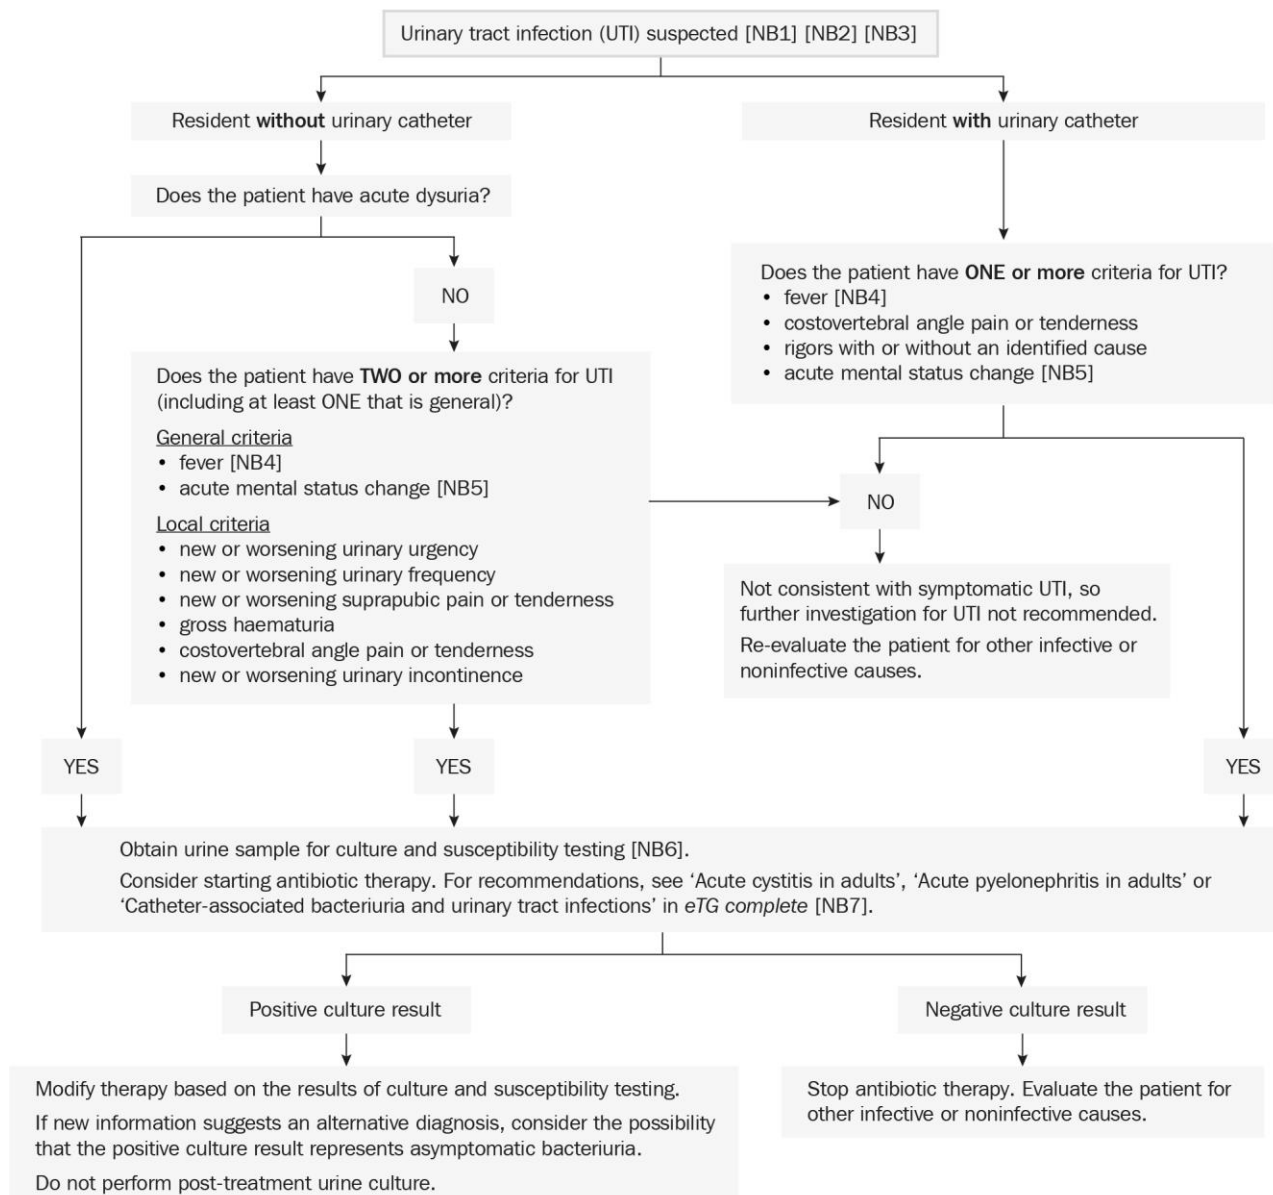 Urinary tract infection (UTI) suspected [NB1] [NB2] [NB3]
Resident without urinary catheter
Resident with urinary catheter
Does the patient have acute dysuria?
NO
Does the patient have TWO or more criteria for UTI
(including at least ONE that is general)?
General criteria
• fever [NB4]
• acute mental status change [NB5]
Local criteria
• new or worsening urinary urgency
• new or worsening urinary frequency
• new or worsening suprapubic pain or tenderness
• gross haematuria
• costovertebral angle pain or tenderness
• new or worsening urinary incontinence
Does the patient have ONE or more criteria for UTI?
• fever [NB4]
• costovertebral angle pain or tenderness
• rigors with or without an identified cause
• acute mental status change [NB5]
NO
Not consistent with symptomatic UTI, so
further investigation for UTI not recommended.
Re-evaluate the patient for other infective or
noninfective causes.
YES
YES
YES
Obtain urine sample for culture and susceptibility testing [NB6].
Consider starting antibiotic therapy. For recommendations, see ‘Acute cystitis in adults’, ‘Acute pyelonephritis in adults’ or
‘Catheter-associated bacteriuria and urinary tract infections’ in eTG complete [NB7].
Positive culture result
Negative culture result
Modify therapy based on the results of culture and susceptibility testing.
If new information suggests an alternative diagnosis, consider the possibility
that the positive culture result represents asymptomatic bacteriuria.
Do not perform post-treatment urine culture.
Stop antibiotic therapy. Evaluate the patient for
other infective or noninfective causes.